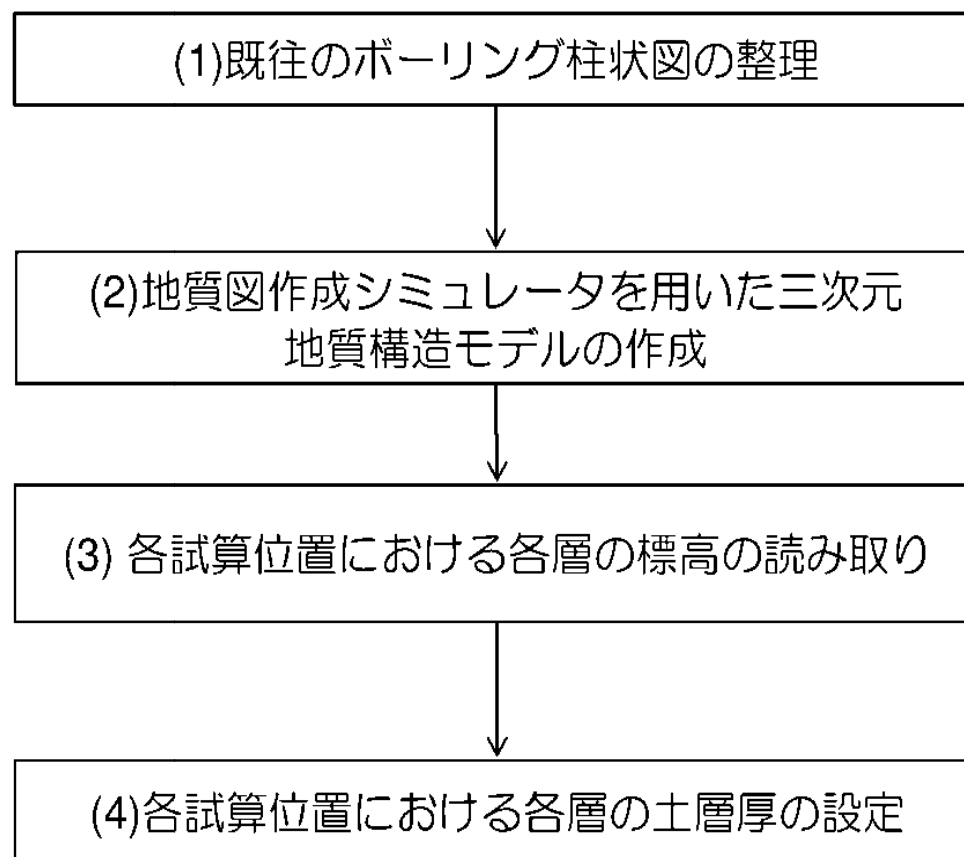 (1)既往のボーリング柱状図の整理
(2)地質図作成シミュレータを用いた三次元
地質構造モデルの作成
(3) 各試算位置における各層の標高の読み取り
(4)各試算位置における各層の土層厚の設定